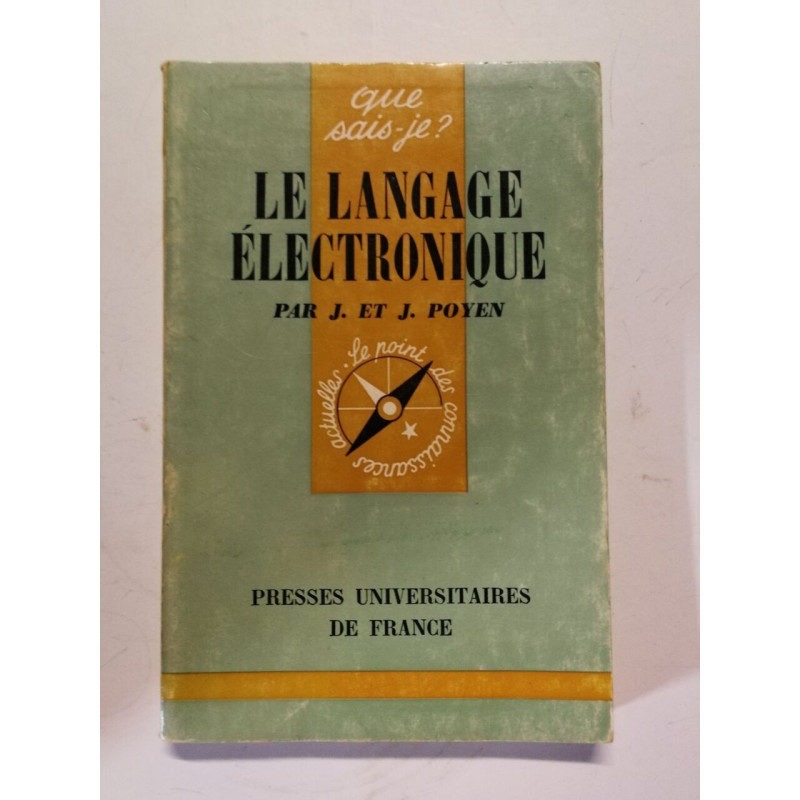 que
sais-je?
LE LANGAGE
ÉLECTRONIQUE
PAR J. ET J. POYEN
Le point des connaissances actuelles.
PRESSES UNIVERSITAIRES
DE FRANCE